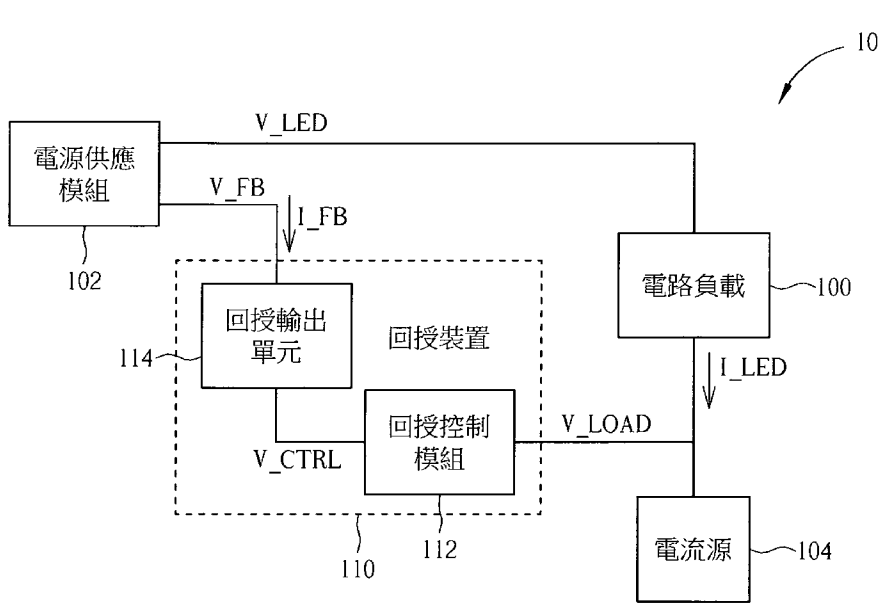 10
V_LED
電源供應
模組
V_FB
I_FB
102
電路負載
100
回授輸出
單元
回授裝置
114
I_LED
回授控制
模組
V_LOAD
V_CTRL
電流源
104
112
110